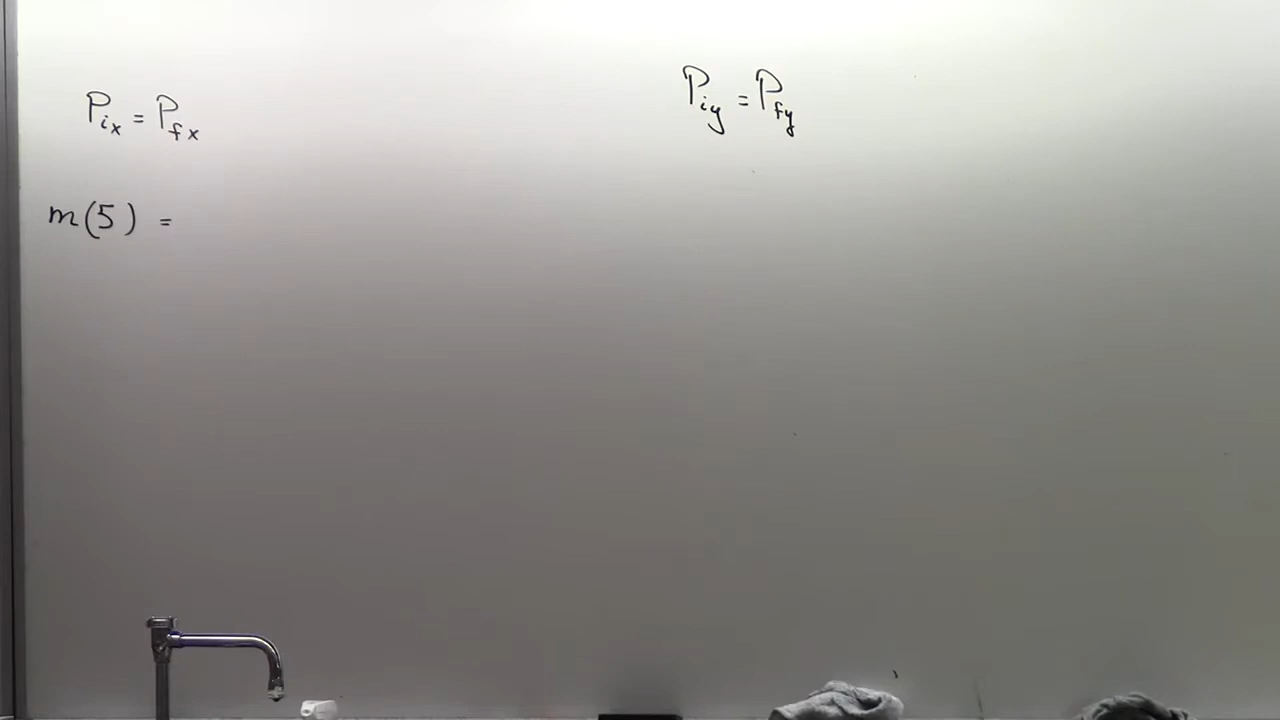 P_ix = P_fx
m(5) =
P_iy = P_fy